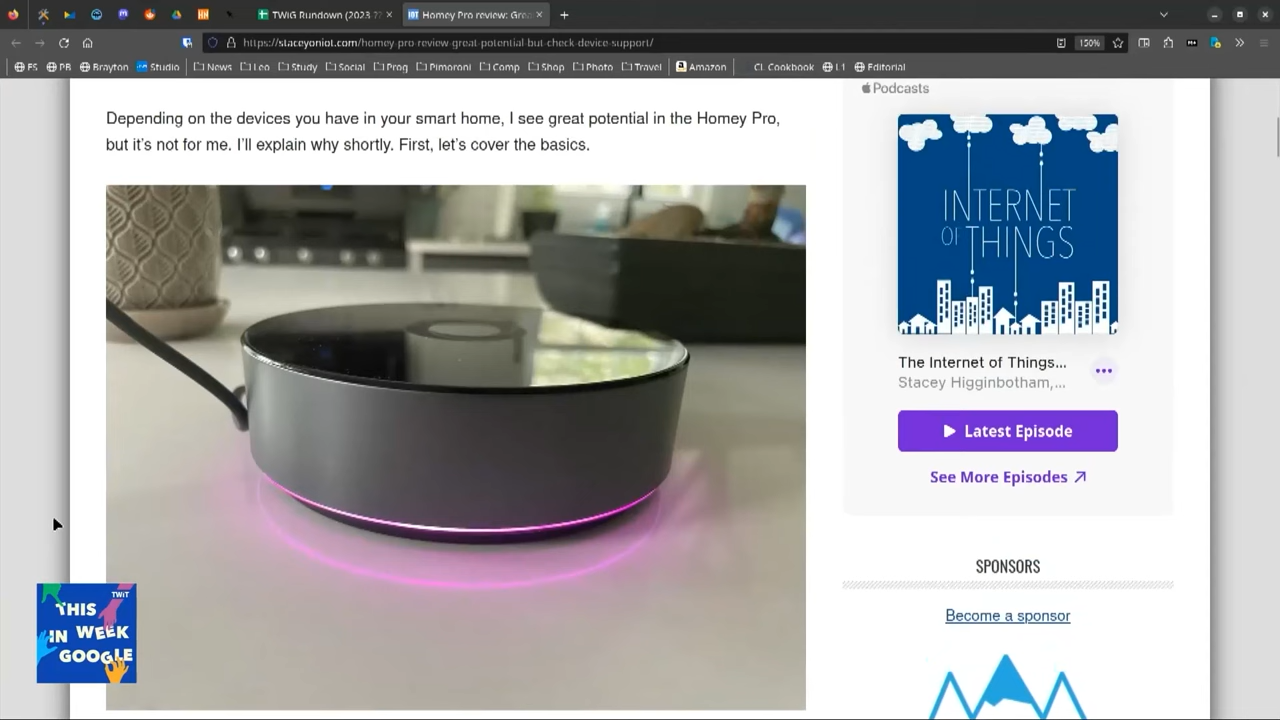 TWiG Rundown (2023 ??
Homey Pro review: Grea
https://staceyoniot.com/homey-pro-review-great-potential-but-check-device-support/
150%
FS
PB
Brayton
Studio
News
Leo
Study
Social
Prog
Pimoroni
Comp
Shop
Photo
Travel
Amazon
CL Cookbook
L1
Editorial
Depending on the devices you have in your smart home, I see great potential in the Homey Pro,
but it's not for me. I'll explain why shortly. First, let's cover the basics.
Podcasts
INTERNET
OF THINGS
The Internet of Things...
Stacey Higginbotham,...
Latest Episode
See More Episodes
SPONSORS
Become a sponsor
TWiT
THIS
IN WEEK
GOOGLE